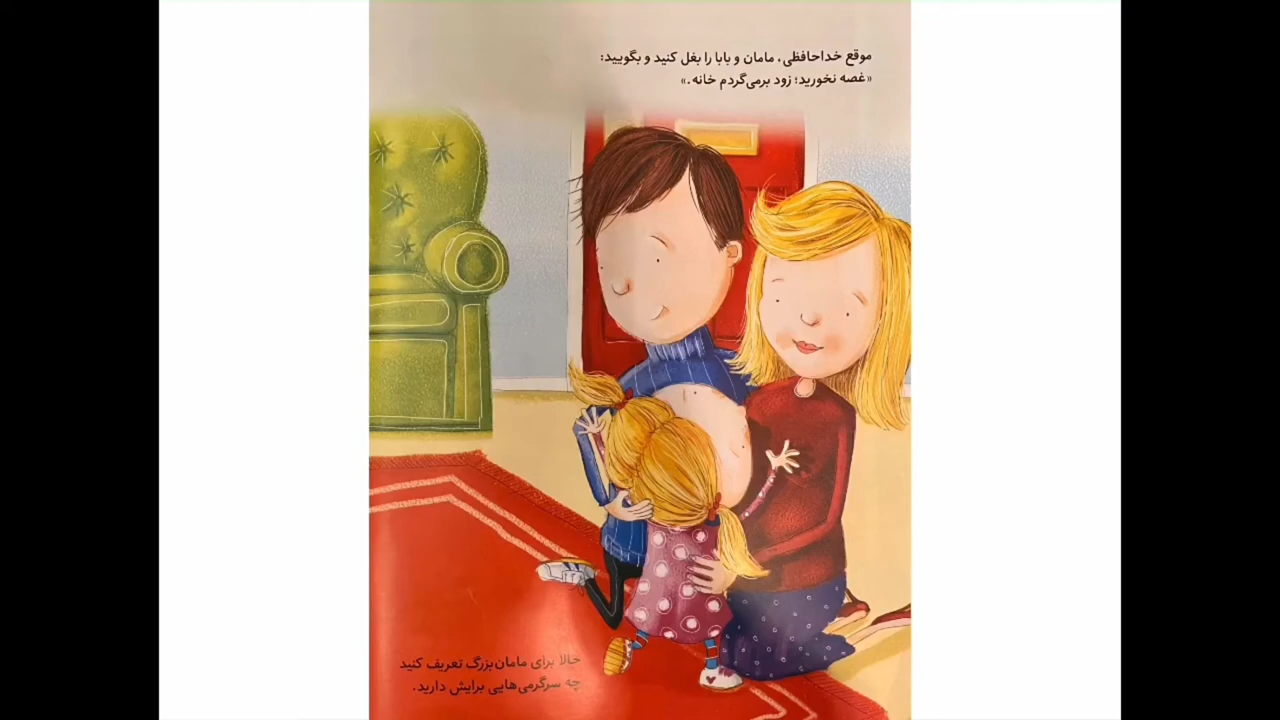 موقع خداحافظی، مامان و بابا را بغل کنید و بگویید:
«غصه نخورید؛ زود برمی‌گردم خانه.»
حالا برای مامان‌بزرگ تعریف کنید
چه سرگرمی‌هایی برایش دارید.